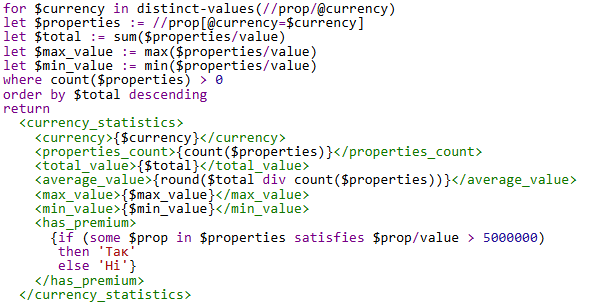 for $currency in distinct-values(//prop/@currency)
let $properties := //prop[@currency=$currency]
let $total := sum($properties/value)
let $max_value := max($properties/value)
let $min_value := min($properties/value)
where count($properties) > 0
order by $total descending
return
  <currency_statistics>
    <currency>{$currency}</currency>
    <properties_count>{count($properties)}</properties_count>
    <total_value>{$total}</total_value>
    <average_value>{round($total div count($properties))}</average_value>
    <max_value>{$max_value}</max_value>
    <min_value>{$min_value}</min_value>
    <has_premium>
      {if (some $prop in $properties satisfies $prop/value > 5000000)
       then 'Так'
       else 'Ні'}
    </has_premium>
  </currency_statistics>